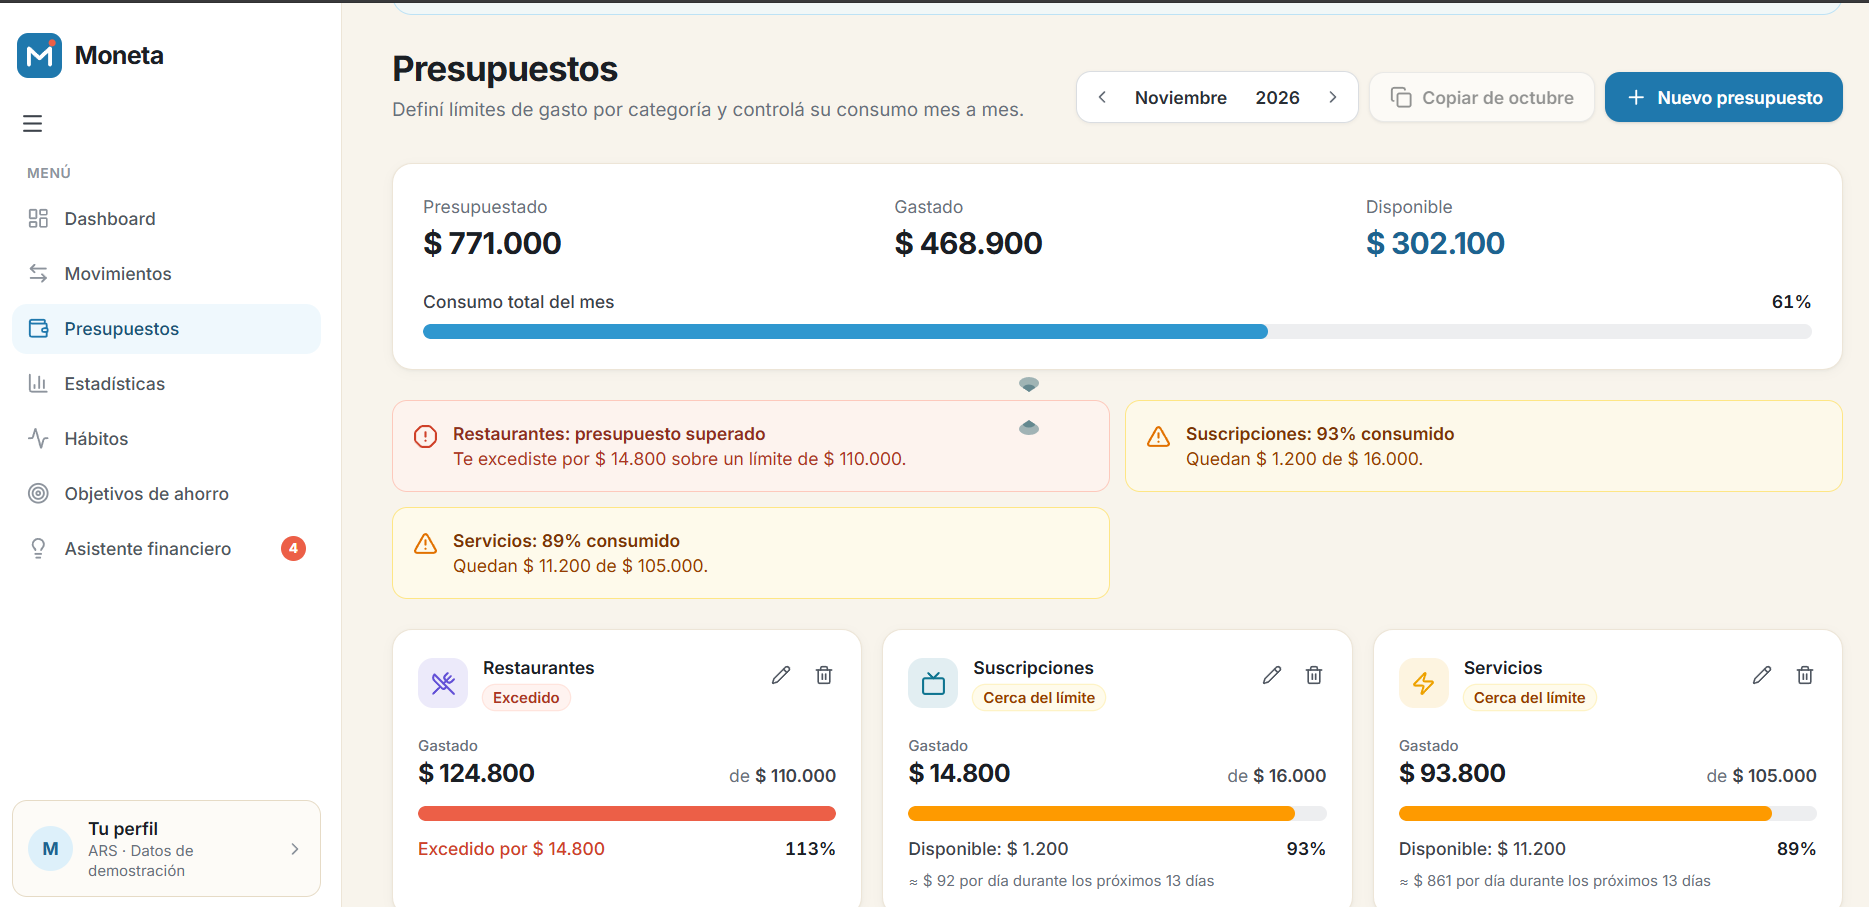 Moneta
MENÚ
Dashboard
Movimientos
Presupuestos
Estadísticas
Hábitos
Objetivos de ahorro
Asistente financiero 4
M Tu perfil
ARS · Datos de
demostración
Presupuestos
Definí límites de gasto por categoría y controlá su consumo mes a mes.
Noviembre 2026
Copiar de octubre
+ Nuevo presupuesto
Presupuestado
$ 771.000
Gastado
$ 468.900
Disponible
$ 302.100
Consumo total del mes 61%
Restaurantes: presupuesto superado
Te excediste por $ 14.800 sobre un límite de $ 110.000.
Suscripciones: 93% consumido
Quedan $ 1.200 de $ 16.000.
Servicios: 89% consumido
Quedan $ 11.200 de $ 105.000.
Restaurantes
Excedido
Gastado
$ 124.800 de $ 110.000
Excedido por $ 14.800 113%
Suscripciones
Cerca del límite
Gastado
$ 14.800 de $ 16.000
Disponible: $ 1.200 93%
≈ $ 92 por día durante los próximos 13 días
Servicios
Cerca del límite
Gastado
$ 93.800 de $ 105.000
Disponible: $ 11.200 89%
≈ $ 861 por día durante los próximos 13 días